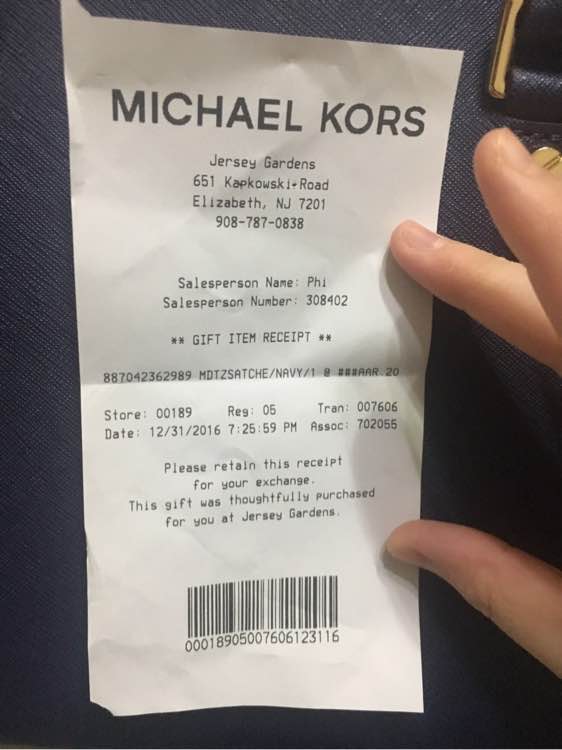 MICHAEL KORS
Jersey Gardens
651 Kapkowski-Road
Elizabeth, NJ 7201
908-787-0838
Salesperson Name: Phi
Salesperson Number: 308402
** GIFT ITEM RECEIPT **
887042362989 MDTZSATCHE/NAVY/1 @ ###AAR.20
Store: 00189 Reg: 05 Tran: 007606
Date: 12/31/2016 7:25:59 PM Assoc: 702055
Please retain this receipt
for your exchange.
This gift was thoughtfully purchased
for you at Jersey Gardens.
00018905007606123116